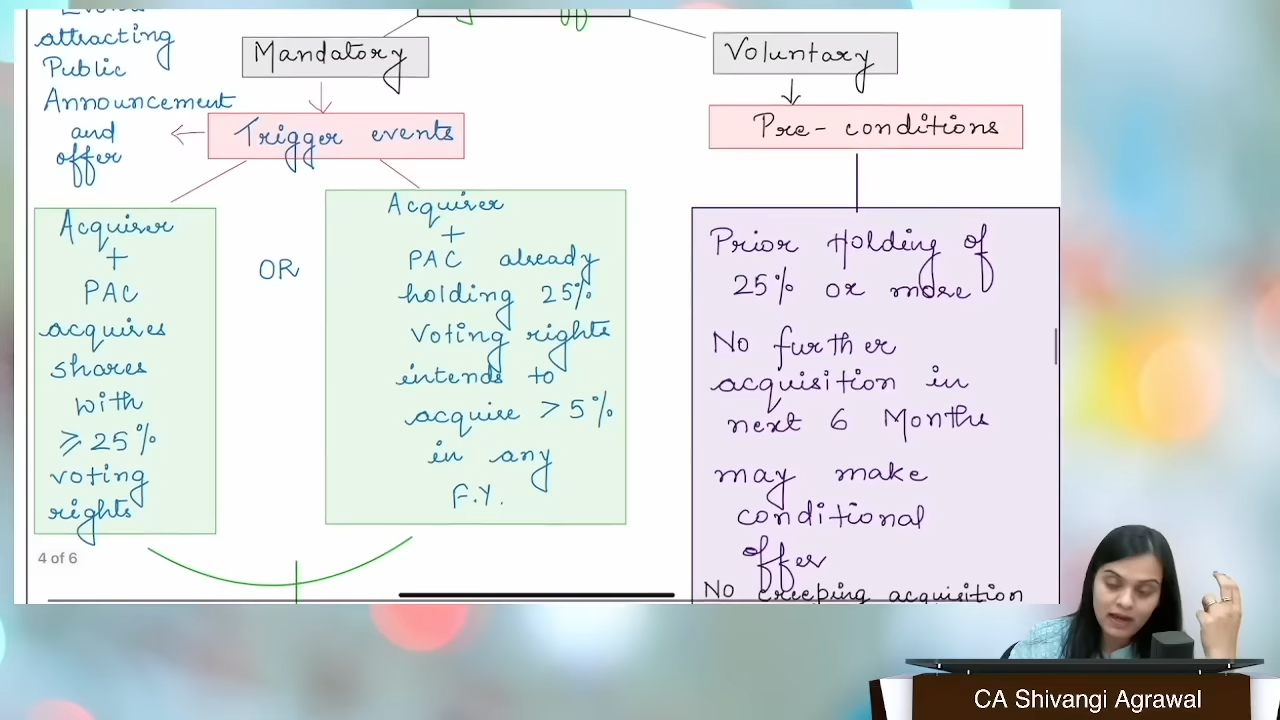 attracting
Public
Announcement
and
offer
Mandatory
Trigger events
Acquirer
+
PAC
acquires
shares
with
≥ 25%
voting
rights
OR
Acquirer
+
PAC already
holding 25%
Voting rights
intends to
acquire > 5%
in any
F.Y.
Voluntary
Pre-conditions
Prior Holding of
25% or more
No further
acquisition in
next 6 Months
may make
conditional
offer
No creeping acquisition
4 of 6
CA Shivangi Agrawal